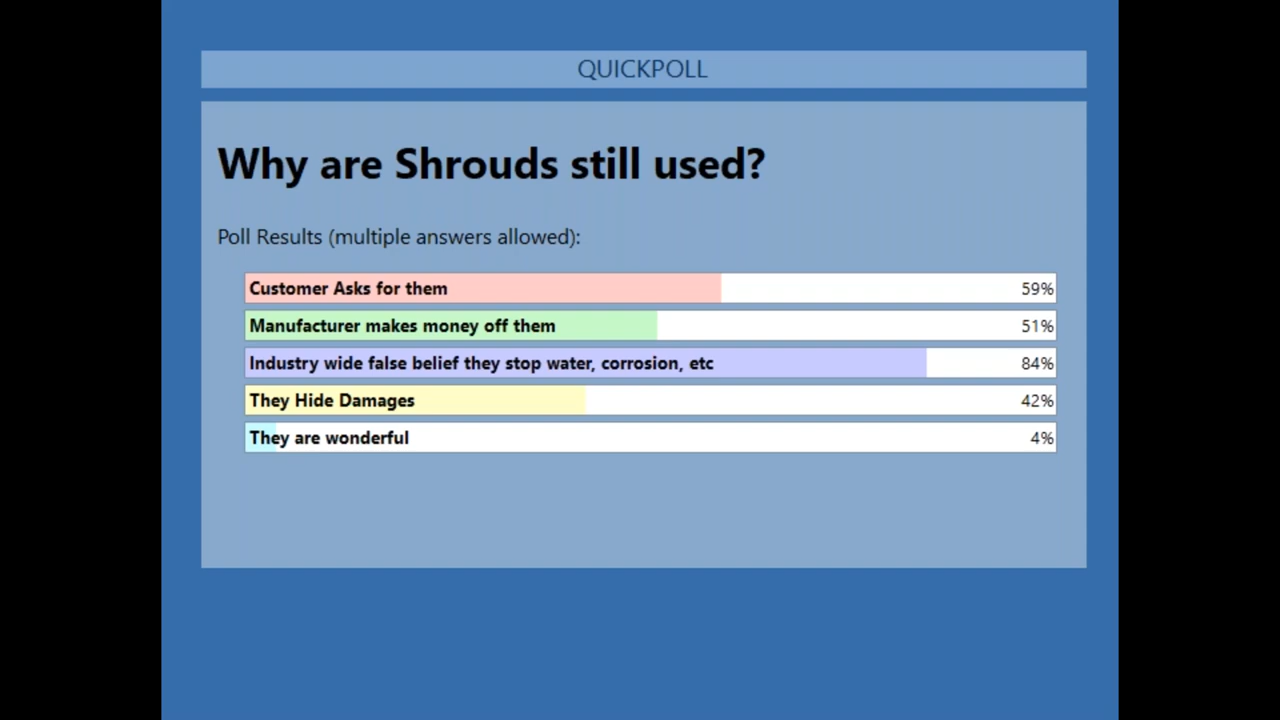 QUICKPOLL
Why are Shrouds still used?
Poll Results (multiple answers allowed):
Customer Asks for them 59%
Manufacturer makes money off them 51%
Industry wide false belief they stop water, corrosion, etc 84%
They Hide Damages 42%
They are wonderful 4%